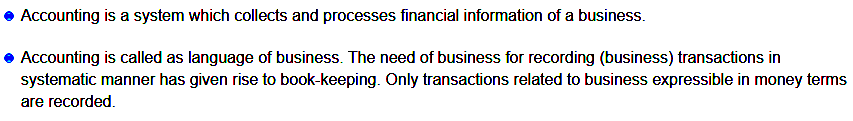 Accounting is a system which collects and processes financial information of a business.
Accounting is called as language of business. The need of business for recording (business) transactions in
systematic manner has given rise to book-keeping. Only transactions related to business expressible in money terms
are recorded.